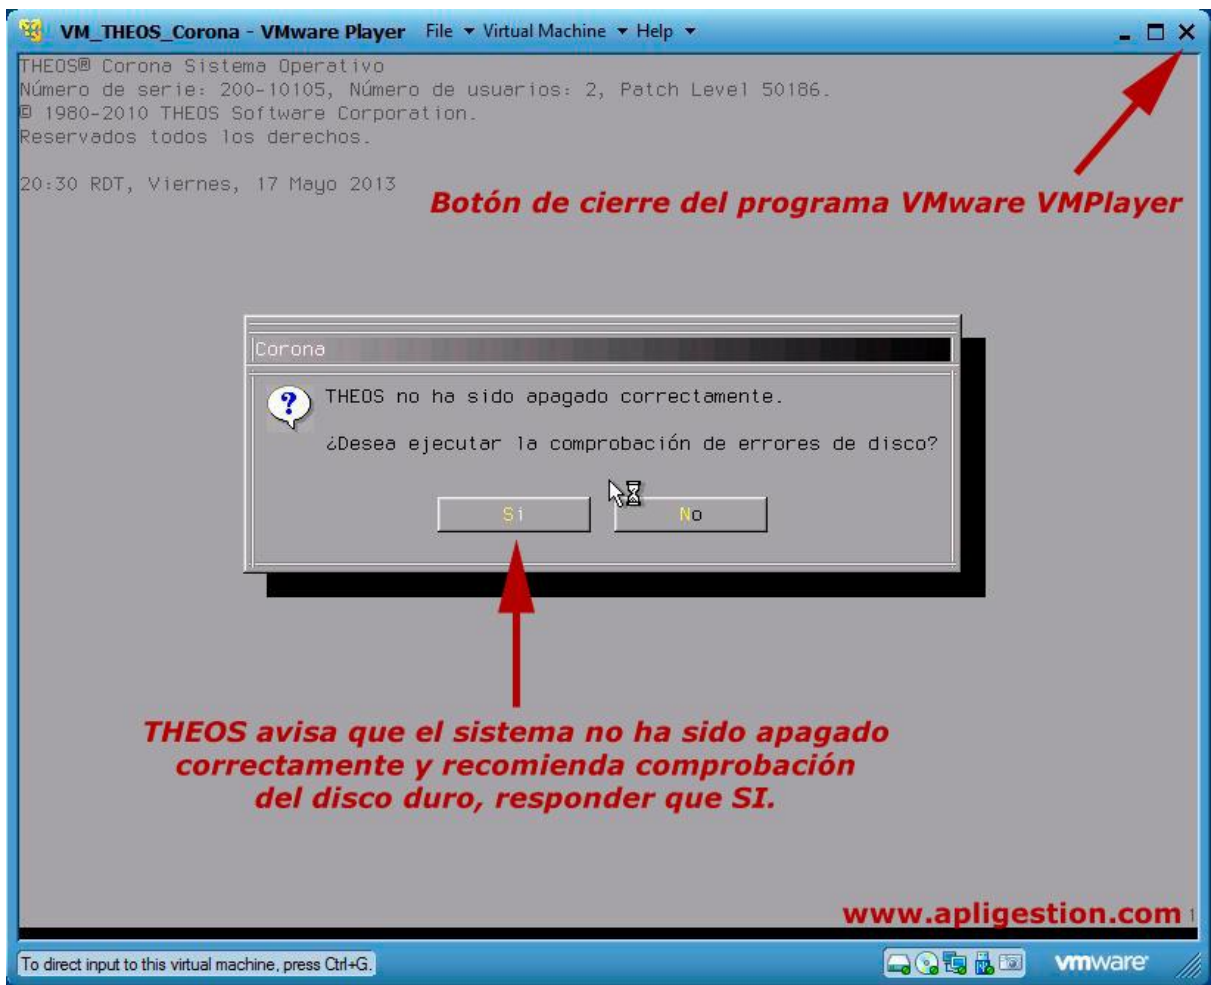 VM_THEOS_Corona - VMware Player File Virtual Machine Help
THEOS® Corona Sistema Operativo
Número de serie: 200-10105, Número de usuarios: 2, Patch Level 50186.
© 1980-2010 THEOS Software Corporation.
Reservados todos los derechos.
20:30 RDT, Viernes, 17 Mayo 2013
Botón de cierre del programa VMware VMPlayer
Corona
THEOS no ha sido apagado correctamente.
¿Desea ejecutar la comprobación de errores de disco?
Si No
THEOS avisa que el sistema no ha sido apagado
correctamente y recomienda comprobación
del disco duro, responder que SI.
www.apligestion.com 1
To direct input to this virtual machine, press Ctrl+G.
vmware